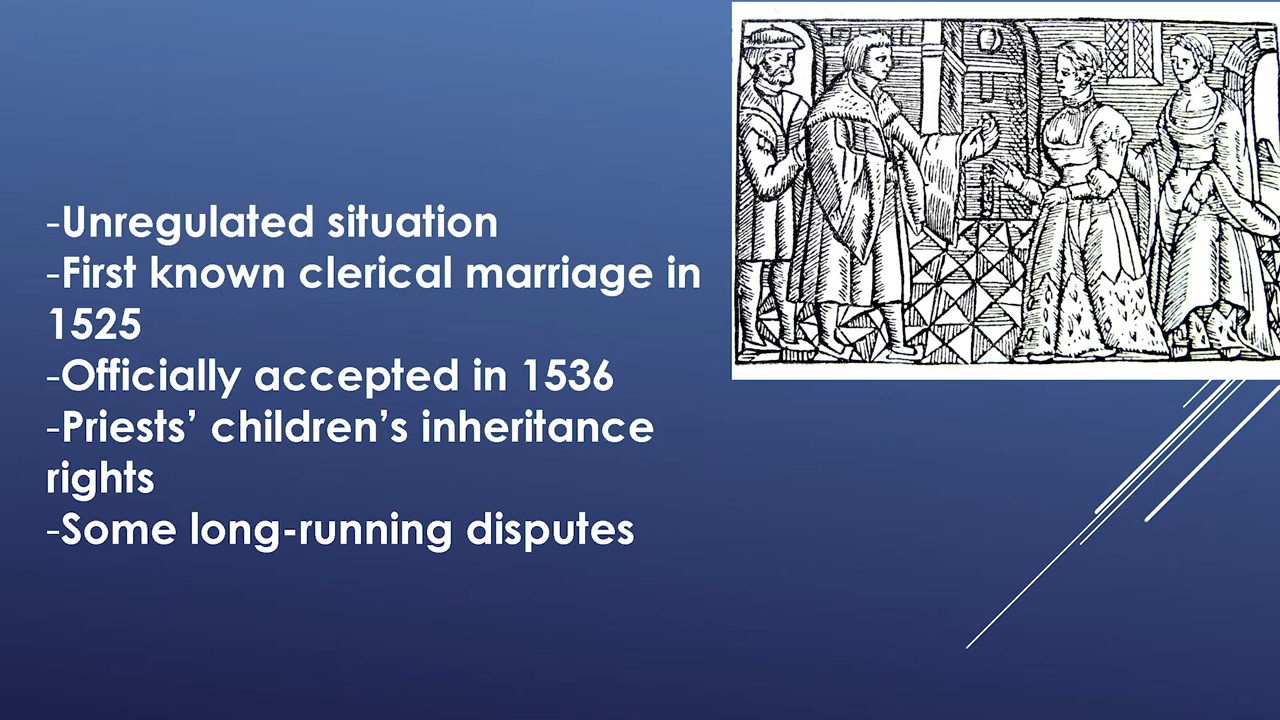 -Unregulated situation
-First known clerical marriage in
1525
-Officially accepted in 1536
-Priests’ children’s inheritance
rights
-Some long-running disputes